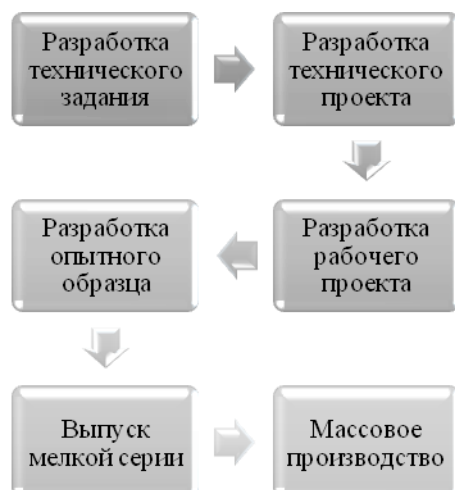 Разработка
технического
задания
Разработка
технического
проекта
Разработка
рабочего
проекта
Разработка
опытного
образца
Выпуск
мелкой серии
Массовое
производство